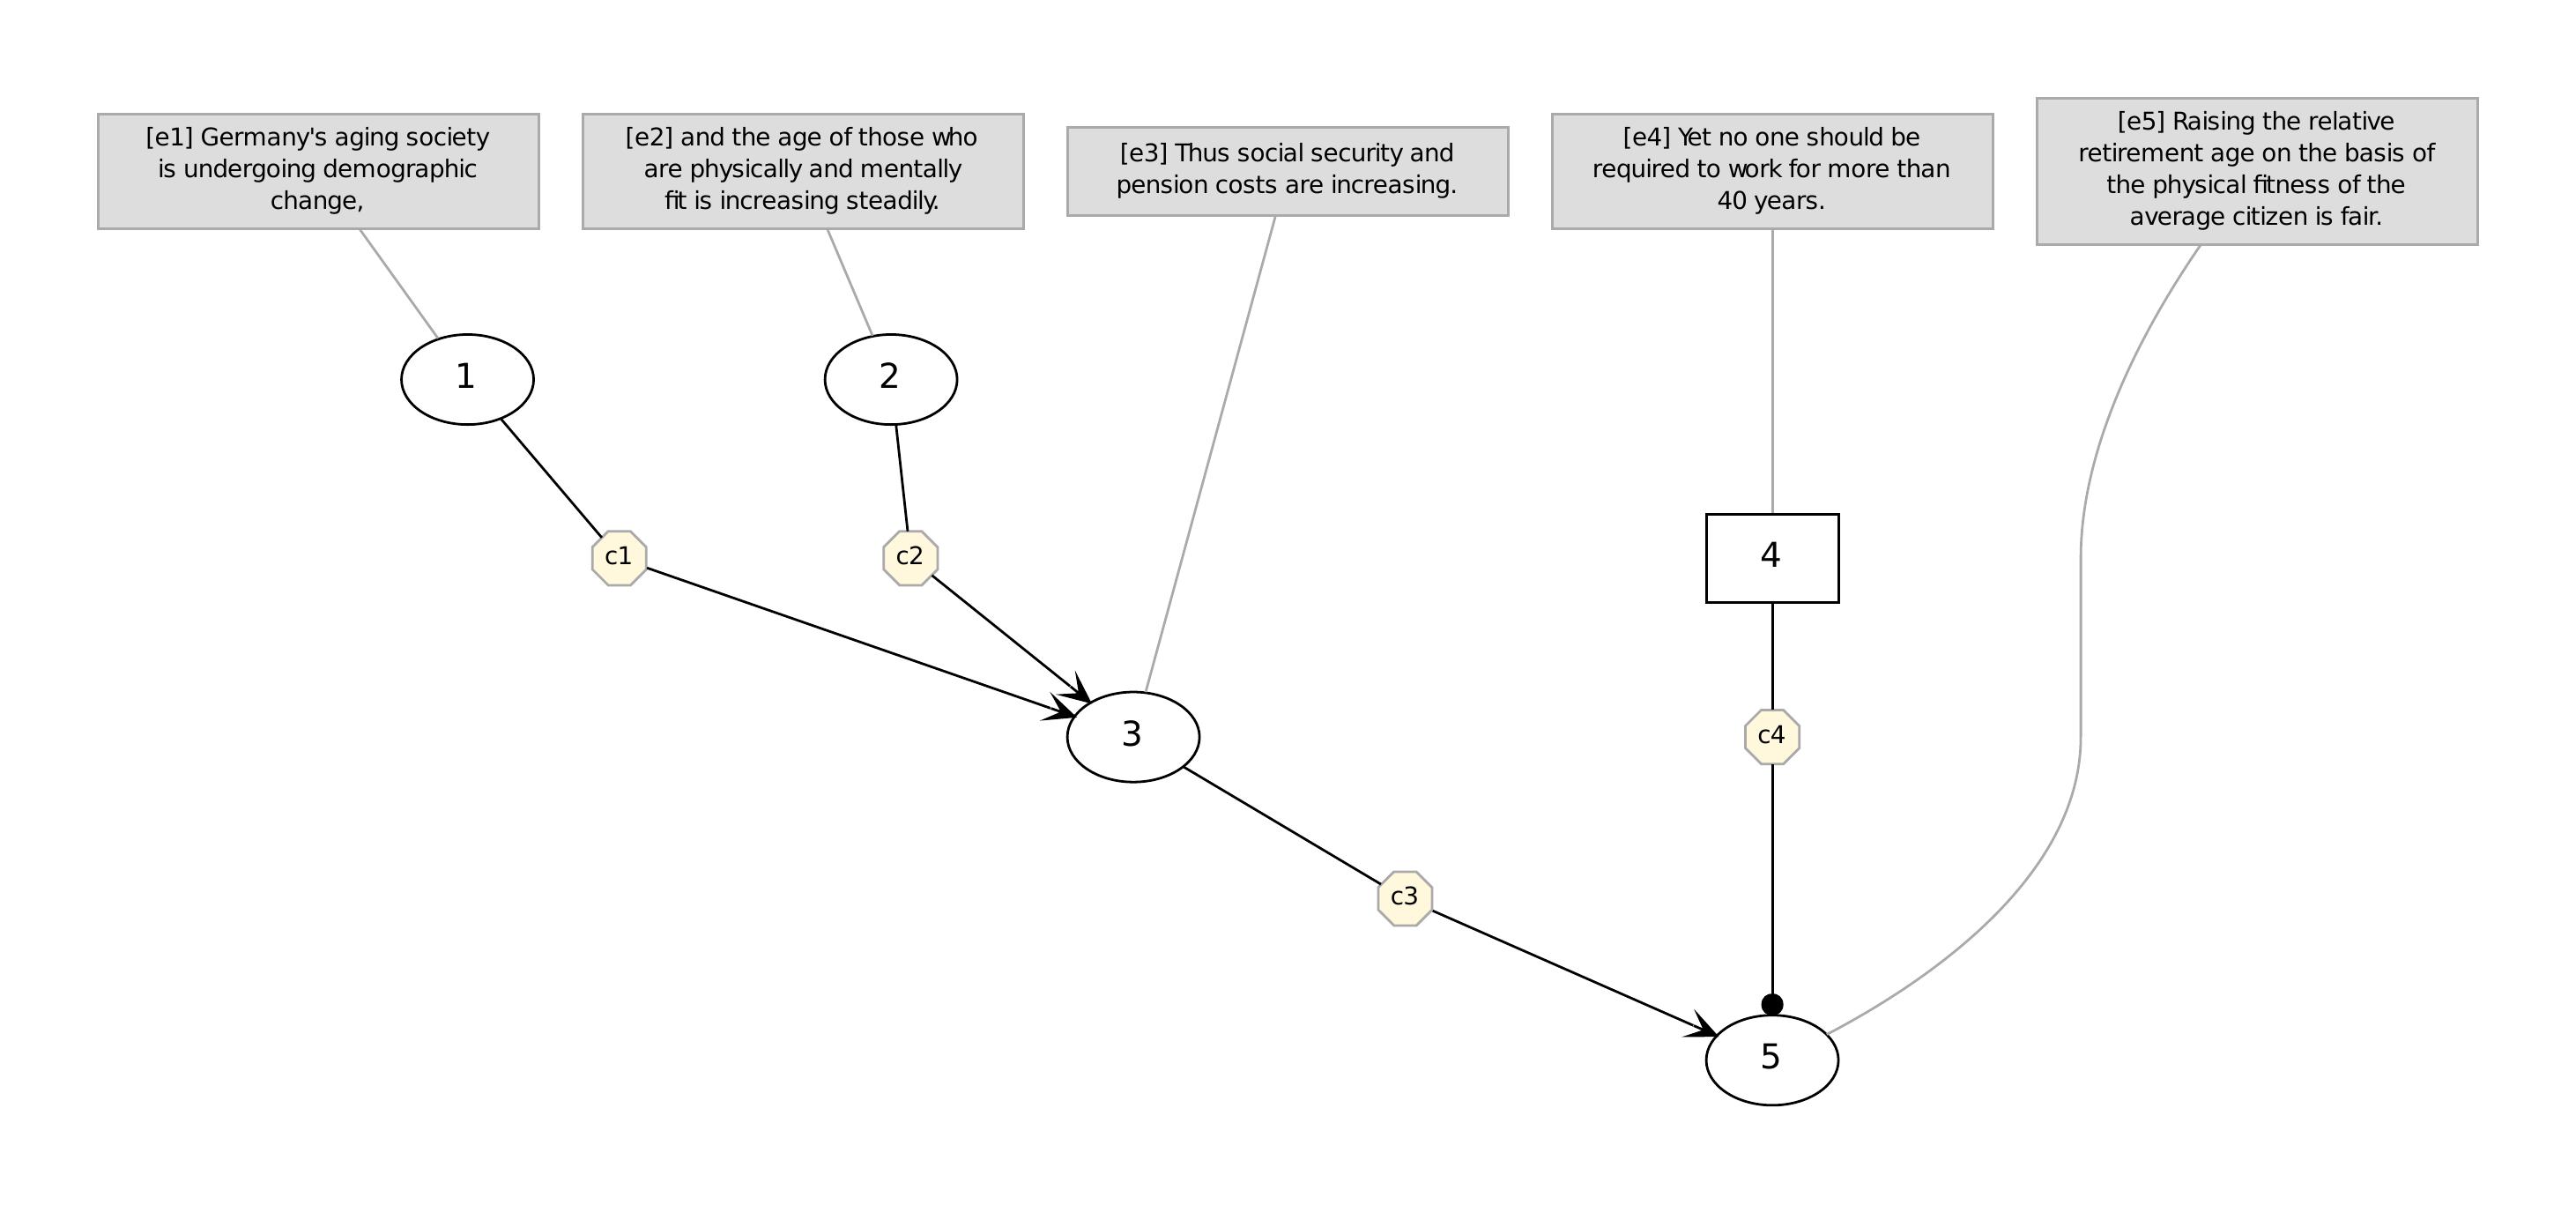 [e1] Germany's aging society
is undergoing demographic
change,
[e2] and the age of those who
are physically and mentally
fit is increasing steadily.
[e3] Thus social security and
pension costs are increasing.
[e4] Yet no one should be
required to work for more than
40 years.
[e5] Raising the relative
retirement age on the basis of
the physical fitness of the
average citizen is fair.
1
2
c1
c2
4
3
c4
c3
5